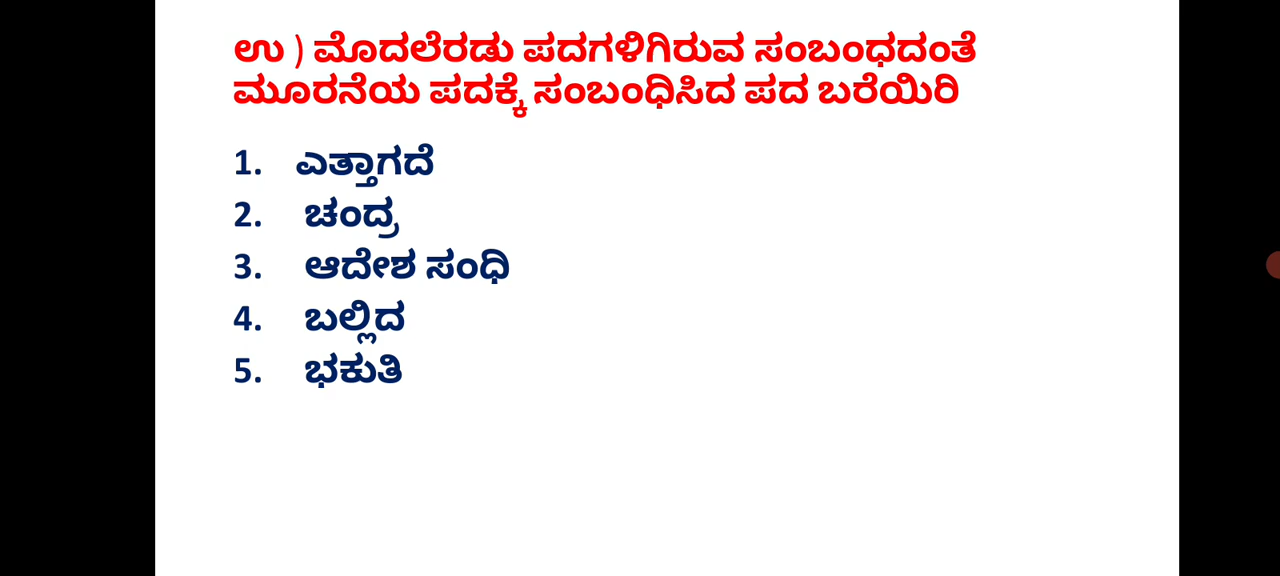 ಉ ) ಮೊದಲೆರಡು ಪದಗಳಿಗಿರುವ ಸಂಬಂಧದಂತೆ
ಮೂರನೆಯ ಪದಕ್ಕೆ ಸಂಬಂಧಿಸಿದ ಪದ ಬರೆಯಿರಿ
1. ಎತ್ತಾಗದೆ
2. ಚಂದ್ರ
3. ಆದೇಶ ಸಂಧಿ
4. ಬಲ್ಲಿದ
5. ಭಕುತಿ